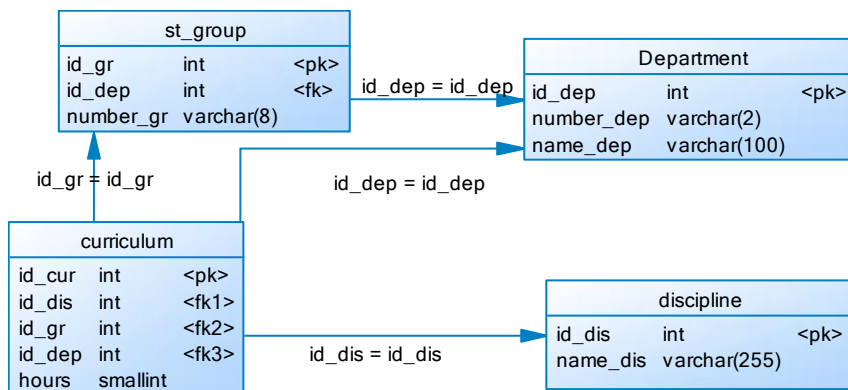 st_group
id_gr int <pk>
id_dep int <fk>
number_gr varchar(8)
id_dep = id_dep
Department
id_dep int <pk>
number_dep varchar(2)
name_dep varchar(100)
id_gr = id_gr
id_dep = id_dep
curriculum
id_cur int <pk>
id_dis int <fk1>
id_gr int <fk2>
id_dep int <fk3>
hours smallint
id_dis = id_dis
discipline
id_dis int <pk>
name_dis varchar(255)